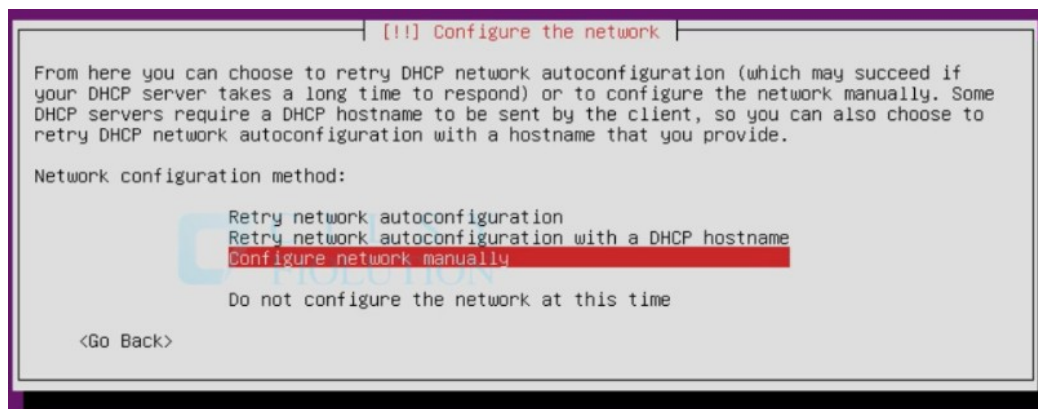 [!!] Configure the network
From here you can choose to retry DHCP network autoconfiguration (which may succeed if
your DHCP server takes a long time to respond) or to configure the network manually. Some
DHCP servers require a DHCP hostname to be sent by the client, so you can also choose to
retry DHCP network autoconfiguration with a hostname that you provide.
Network configuration method:
Retry network autoconfiguration
Retry network autoconfiguration with a DHCP hostname
Configure network manually
Do not configure the network at this time
<Go Back>